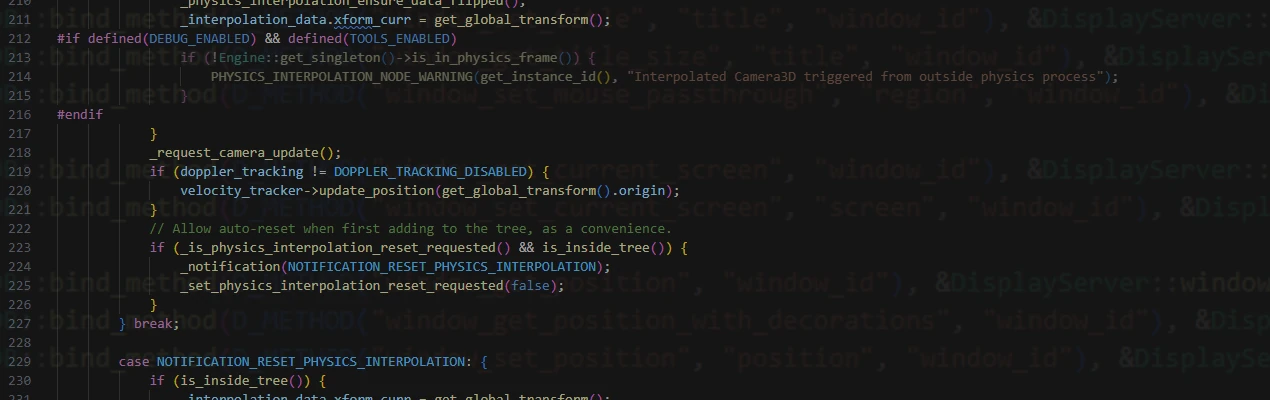 210 _physics_interpolation_ensure_data_flipped();
211 _interpolation_data.xform_curr = get_global_transform();
212 #if defined(DEBUG_ENABLED) && defined(TOOLS_ENABLED)
213 if (!Engine::get_singleton()->is_in_physics_frame()) {
214 PHYSICS_INTERPOLATION_NODE_WARNING(get_instance_id(), "Interpolated Camera3D triggered from outside physics process");
215 }
216 #endif
217 }
218 _request_camera_update();
219 if (doppler_tracking != DOPPLER_TRACKING_DISABLED) {
220 velocity_tracker->update_position(get_global_transform().origin);
221 }
222 // Allow auto-reset when first adding to the tree, as a convenience.
223 if (_is_physics_interpolation_reset_requested() && is_inside_tree()) {
224 _notification(NOTIFICATION_RESET_PHYSICS_INTERPOLATION);
225 _set_physics_interpolation_reset_requested(false);
226 }
227 } break;
228
229 case NOTIFICATION_RESET_PHYSICS_INTERPOLATION: {
230 if (is_inside_tree()) {
231 _interpolation_data.xform_curr = get_global_transform();